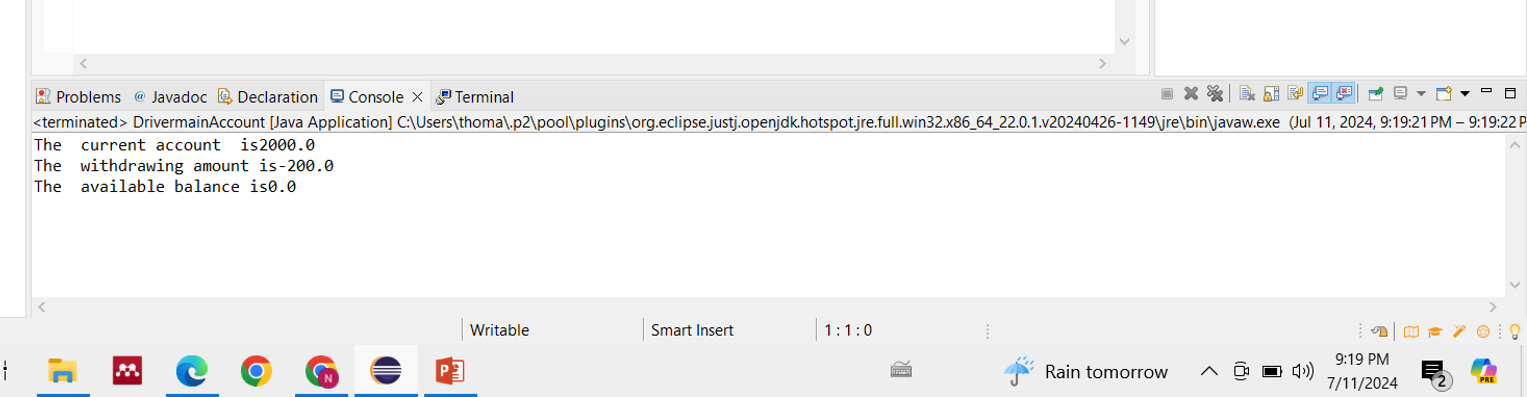 Problems @ Javadoc Declaration Console Terminal
<terminated> DrivermainAccount [Java Application] C:\Users\thoma\.p2\pool\plugins\org.eclipse.justj.openjdk.hotspot.jre.full.win32.x86_64_22.0.1.v20240426-1149\jre\bin\javaw.exe (Jul 11, 2024, 9:19:21 PM – 9:19:22 P
The  current account  is2000.0
The  withdrawing amount is-200.0
The  available balance is0.0
Writable Smart Insert 1 : 1 : 0
Rain tomorrow
9:19 PM
7/11/2024
2
PRE
N